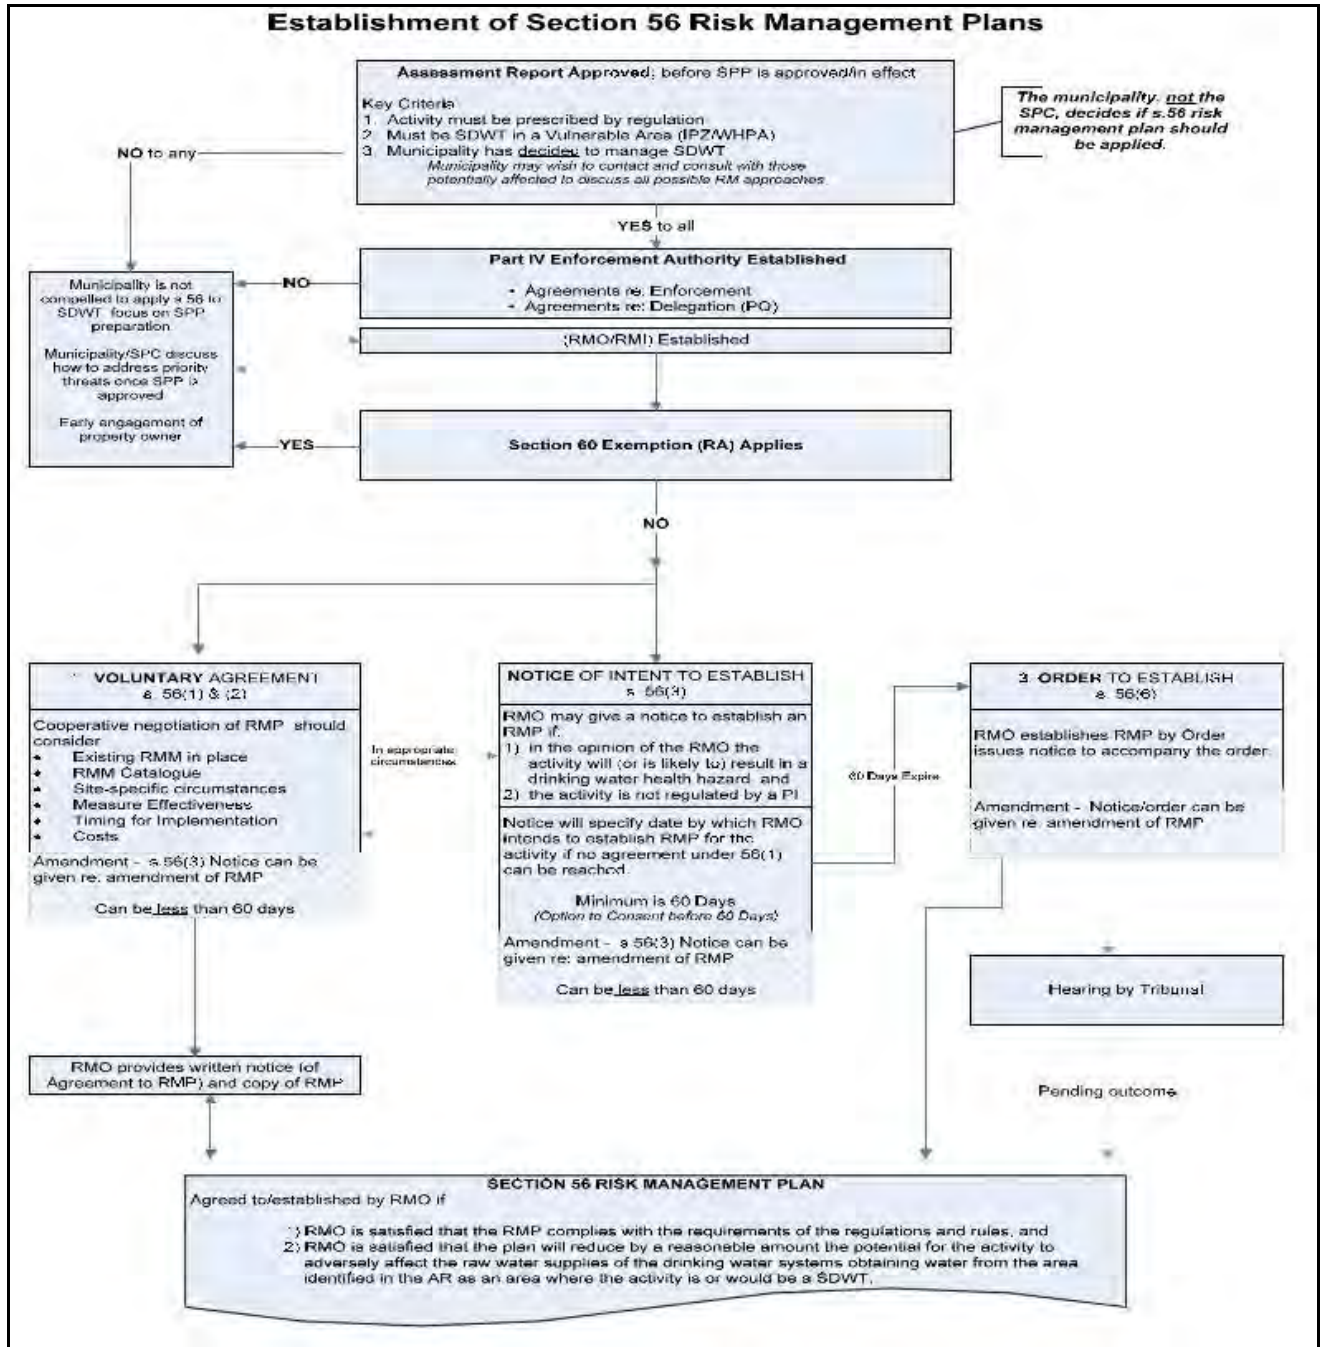 Establishment of Section 56 Risk Management Plans
Assessment Report Approved; before SPP is approved/in effect
Key Criteria
1. Activity must be prescribed by regulation
2. Must be SDWT in a Vulnerable Area (IPZ/WHPA)
3. Municipality has decided to manage SDWT
Municipality may wish to contact and consult with those
potentially affected to discuss all possible RM approaches
The municipality, not the
SPC, decides if s.56 risk
management plan should
be applied.
NO to any
YES to all
Part IV Enforcement Authority Established
• Agreements re: Enforcement
• Agreements re: Delegation (PQ)
NO
(RMO/RMI) Established
Municipality is not
compelled to apply s 56 to
SDWT focus on SPP
preparation
Municipality/SPC discuss
how to address priority
threats once SPP is
approved
Early engagement of
property owner
YES
Section 60 Exemption (RA) Applies
NO
VOLUNTARY AGREEMENT
s. 56(1) & (2)
Cooperative negotiation of RMP should
consider
• Existing RMM in place
• RMM Catalogue
• Site-specific circumstances
• Measure Effectiveness
• Timing for Implementation
• Costs
Amendment - s.56(3) Notice can be
given re: amendment of RMP
Can be less than 60 days
In appropriate
circumstances
NOTICE OF INTENT TO ESTABLISH
s. 56(3)
RMO may give a notice to establish an
RMP if:
1) in the opinion of the RMO the
activity will (or is likely to) result in a
drinking water health hazard and
2) the activity is not regulated by a PI
Notice will specify date by which RMO
intends to establish RMP for the
activity if no agreement under 56(1)
can be reached.
Minimum is 60 Days
(Option to Consent before 60 Days)
Amendment - s 56(3) Notice can be
given re: amendment of RMP
Can be less than 60 days
60 Days Expire
3. ORDER TO ESTABLISH
s. 56(6)
RMO establishes RMP by Order
issues notice to accompany the order.
Amendment - Notice/order can be
given re: amendment of RMP
Hearing by Tribunal
Pending outcome
RMO provides written notice (of
Agreement to RMP) and copy of RMP
SECTION 56 RISK MANAGEMENT PLAN
Agreed to/established by RMO if
1) RMO is satisfied that the RMP complies with the requirements of the regulations and rules, and
2) RMO is satisfied that the plan will reduce by a reasonable amount the potential for the activity to
adversely affect the raw water supplies of the drinking water systems obtaining water from the area
identified in the AR as an area where the activity is or would be a SDWT.